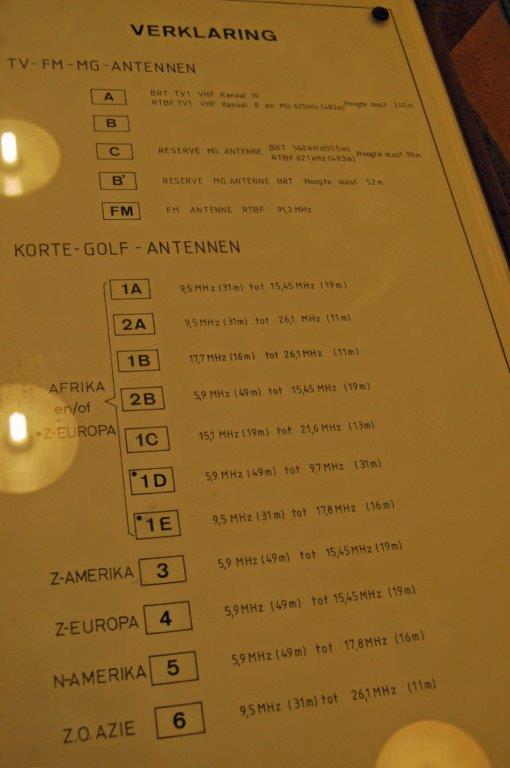 VERKLARING
TV-FM-MG-ANTENNEN
A BRT TV1 VHF Kanaal 10
RTBF TV1 VHF Kanaal 8 en MG 621kHz (483m) Hoogte mast 245m
B
C RESERVE MG ANTENNE BRT 540 kHz (555m)
RTBF 621 kHz (483m) Hoogte mast 90m
B' RESERVE MG ANTENNE BRT Hoogte mast 52m
FM FM ANTENNE RTBF 91,2 MHz
KORTE-GOLF-ANTENNEN
AFRIKA
en/of
•Z-EUROPA
1A 9,5 MHz (31m) tot 15,45 MHz (19m)
2A 9,5 MHz (31m) tot 26,1 MHz (11m)
1B 17,7 MHz (16m) tot 26,1 MHz (11m)
2B 5,9 MHz (49m) tot 15,45 MHz (19m)
1C 15,1 MHz (19m) tot 21,6 MHz (13m)
•1D 5,9 MHz (49m) tot 9,7 MHz (31m)
•1E 9,5 MHz (31m) tot 17,8 MHz (16m)
Z-AMERIKA 3 5,9 MHz (49m) tot 15,45 MHz (19m)
Z-EUROPA 4 5,9 MHz (49m) tot 15,45 MHz (19m)
N-AMERIKA 5 5,9 MHz (49m) tot 17,8 MHz (16m)
Z.O. AZIE 6 9,5 MHz (31m) tot 26,1 MHz (11m)